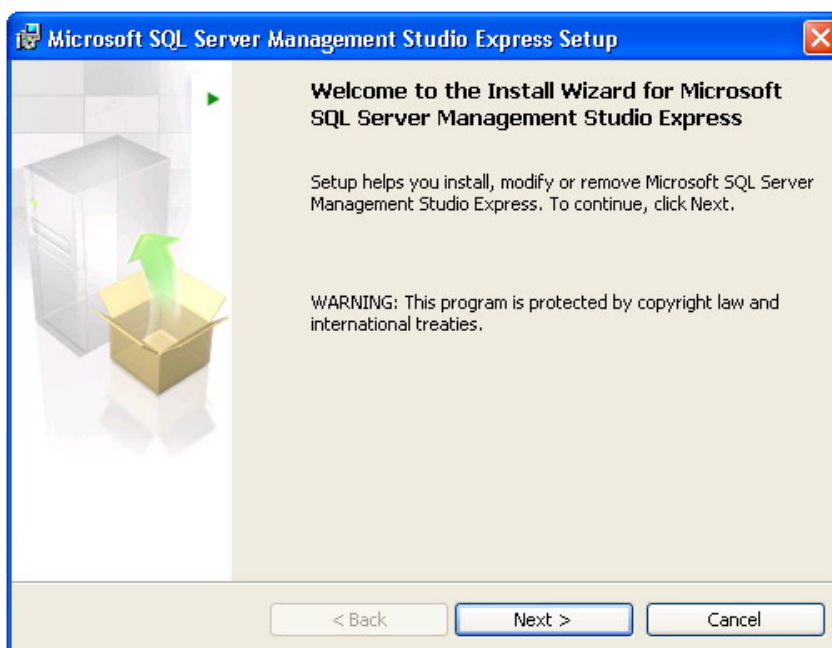 Microsoft SQL Server Management Studio Express Setup
Welcome to the Install Wizard for Microsoft
SQL Server Management Studio Express
Setup helps you install, modify or remove Microsoft SQL Server
Management Studio Express. To continue, click Next.
WARNING: This program is protected by copyright law and
international treaties.
< Back
Next >
Cancel